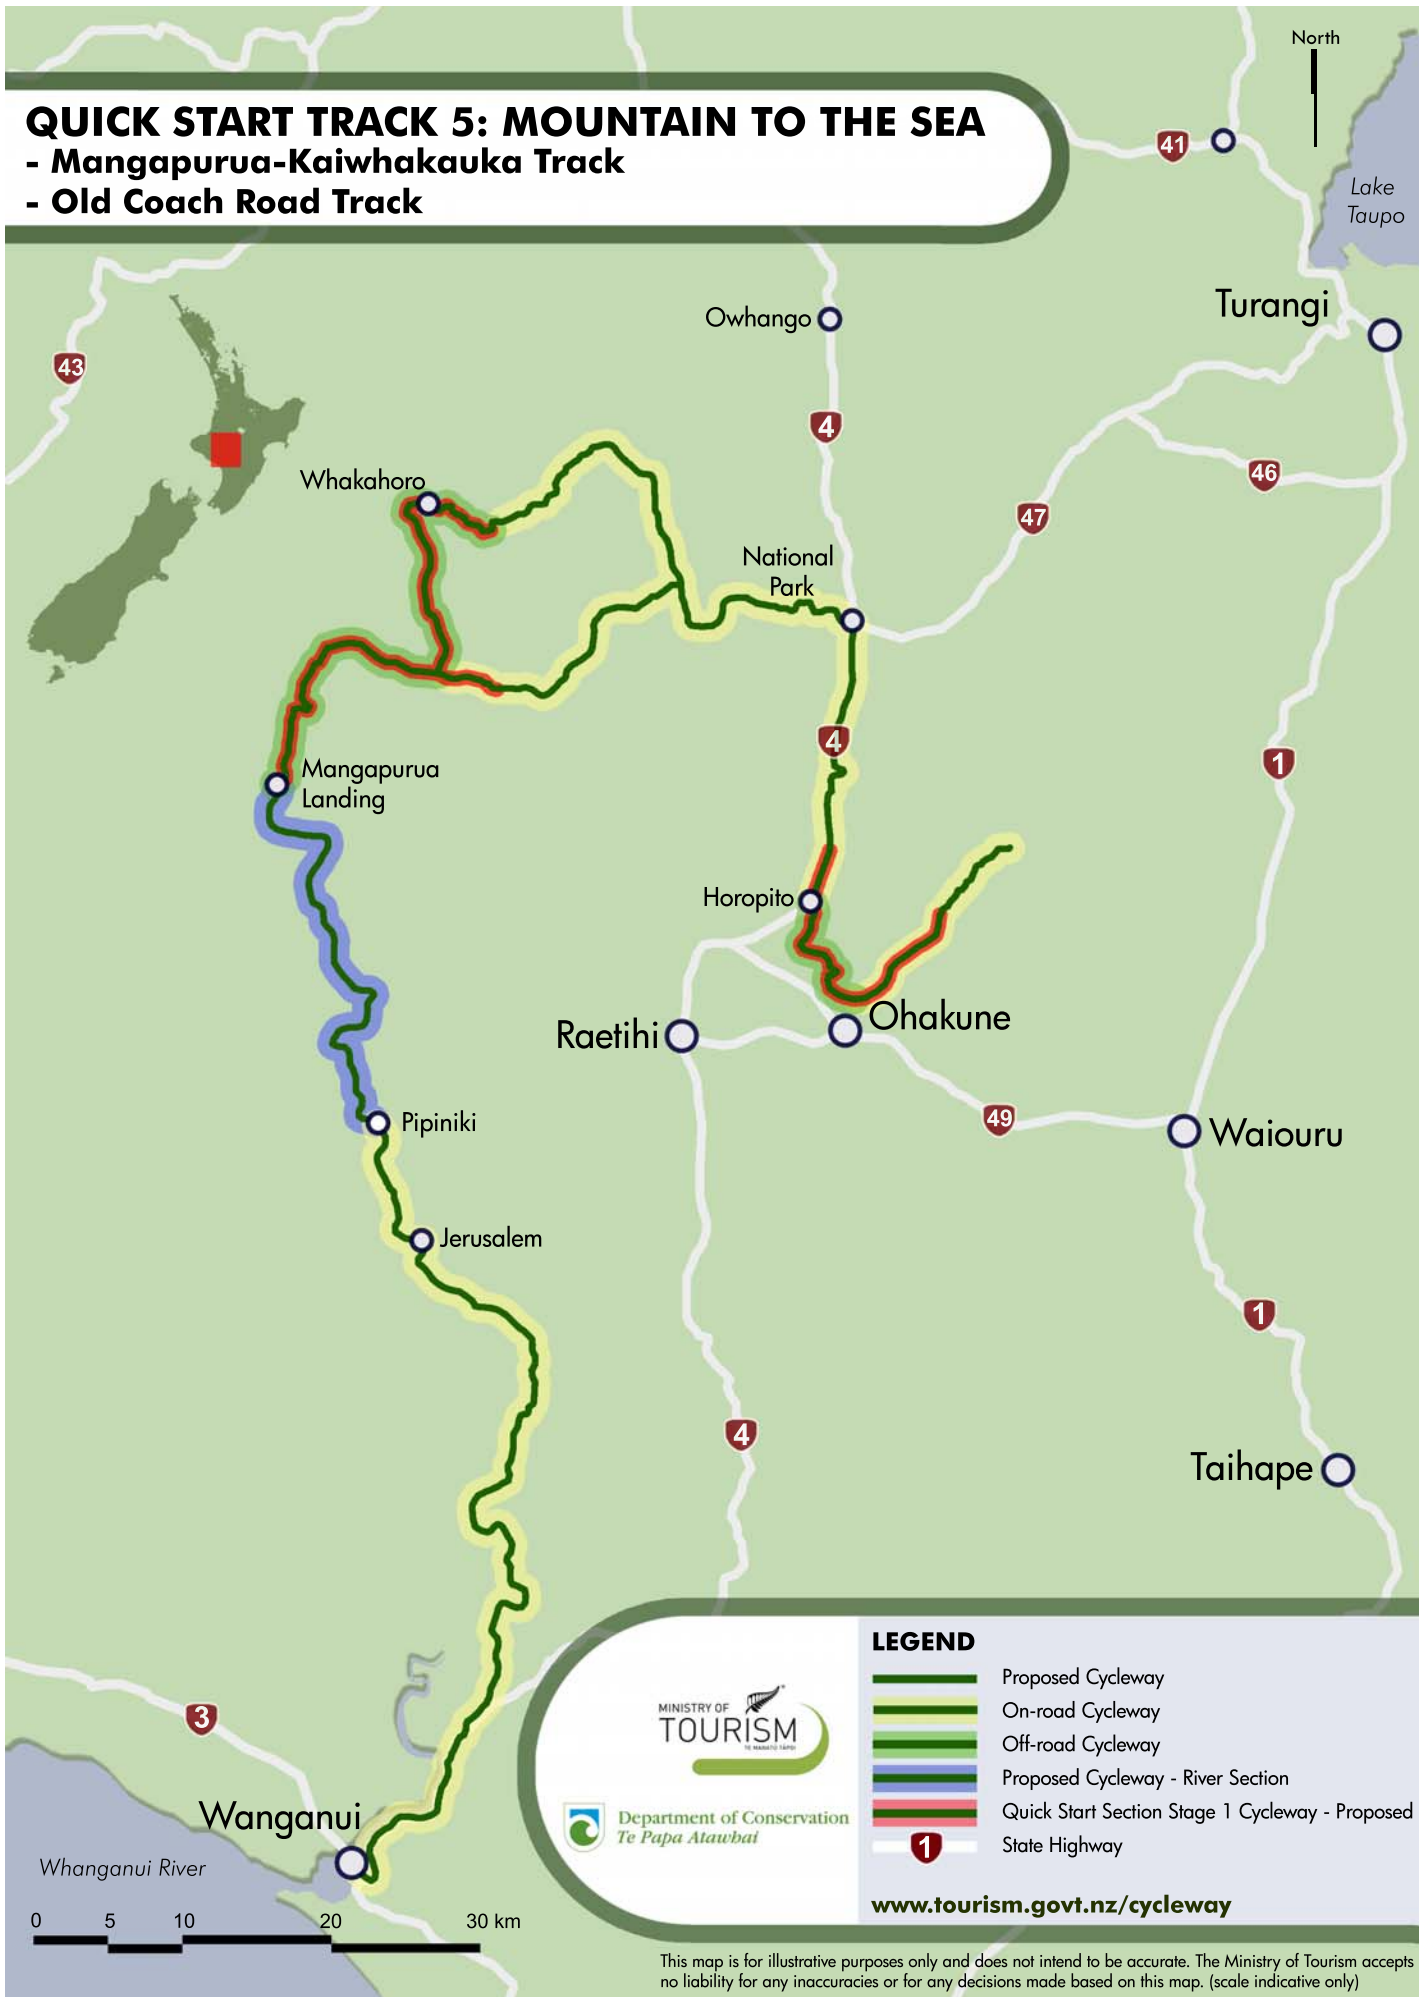 North
QUICK START TRACK 5: MOUNTAIN TO THE SEA
- Mangapurua-Kaiwhakauka Track
- Old Coach Road Track
41
Lake
Taupo
Turangi
Owhango
43
4
46
Whakahoro
47
National
Park
4
1
Mangapurua
Landing
Horopito
Ohakune
Raetihi
49
Pipiniki
Waiouru
Jerusalem
1
4
Taihape
3
Wanganui
Whanganui River
0 5 10 20 30 km
MINISTRY OF
TOURISM
TE MANATŪ TĀPOI
Department of Conservation
Te Papa Atawhai
LEGEND
Proposed Cycleway
On-road Cycleway
Off-road Cycleway
Proposed Cycleway - River Section
Quick Start Section Stage 1 Cycleway - Proposed
1 State Highway
www.tourism.govt.nz/cycleway
This map is for illustrative purposes only and does not intend to be accurate. The Ministry of Tourism accepts
no liability for any inaccuracies or for any decisions made based on this map. (scale indicative only)